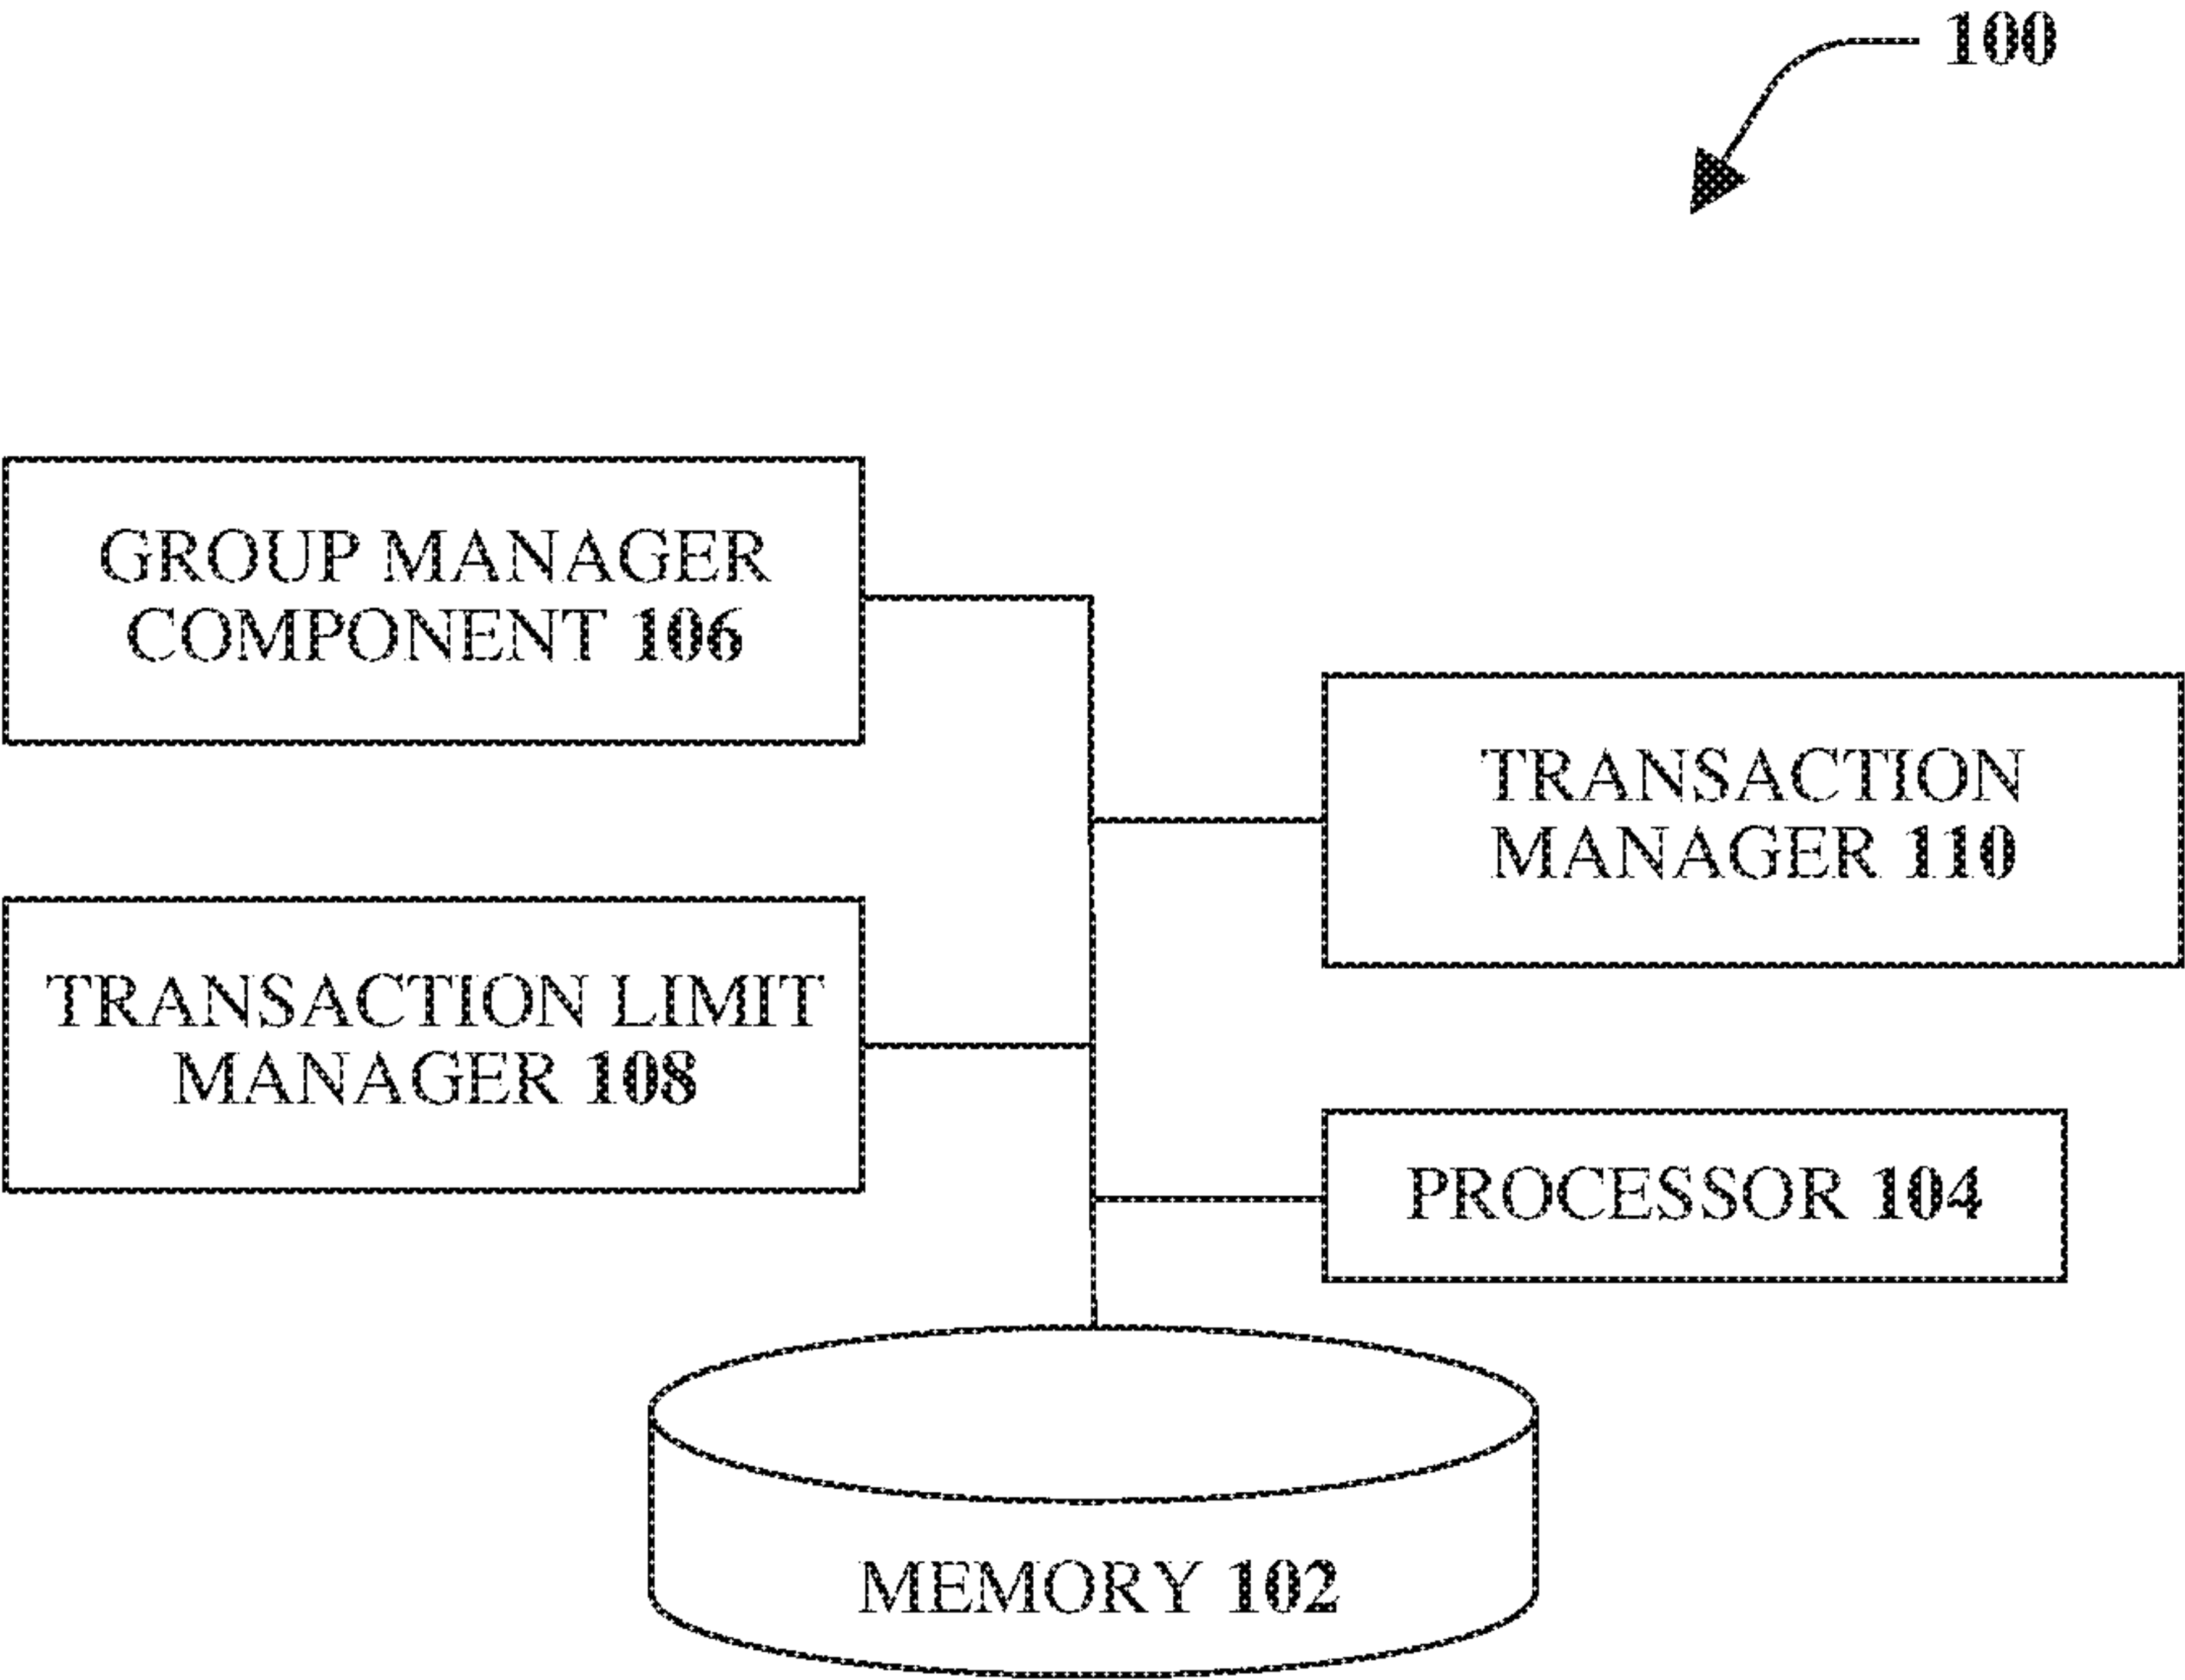 100
GROUP MANAGER
COMPONENT 106
TRANSACTION
MANAGER 110
TRANSACTION LIMIT
MANAGER 108
PROCESSOR 104
MEMORY 102